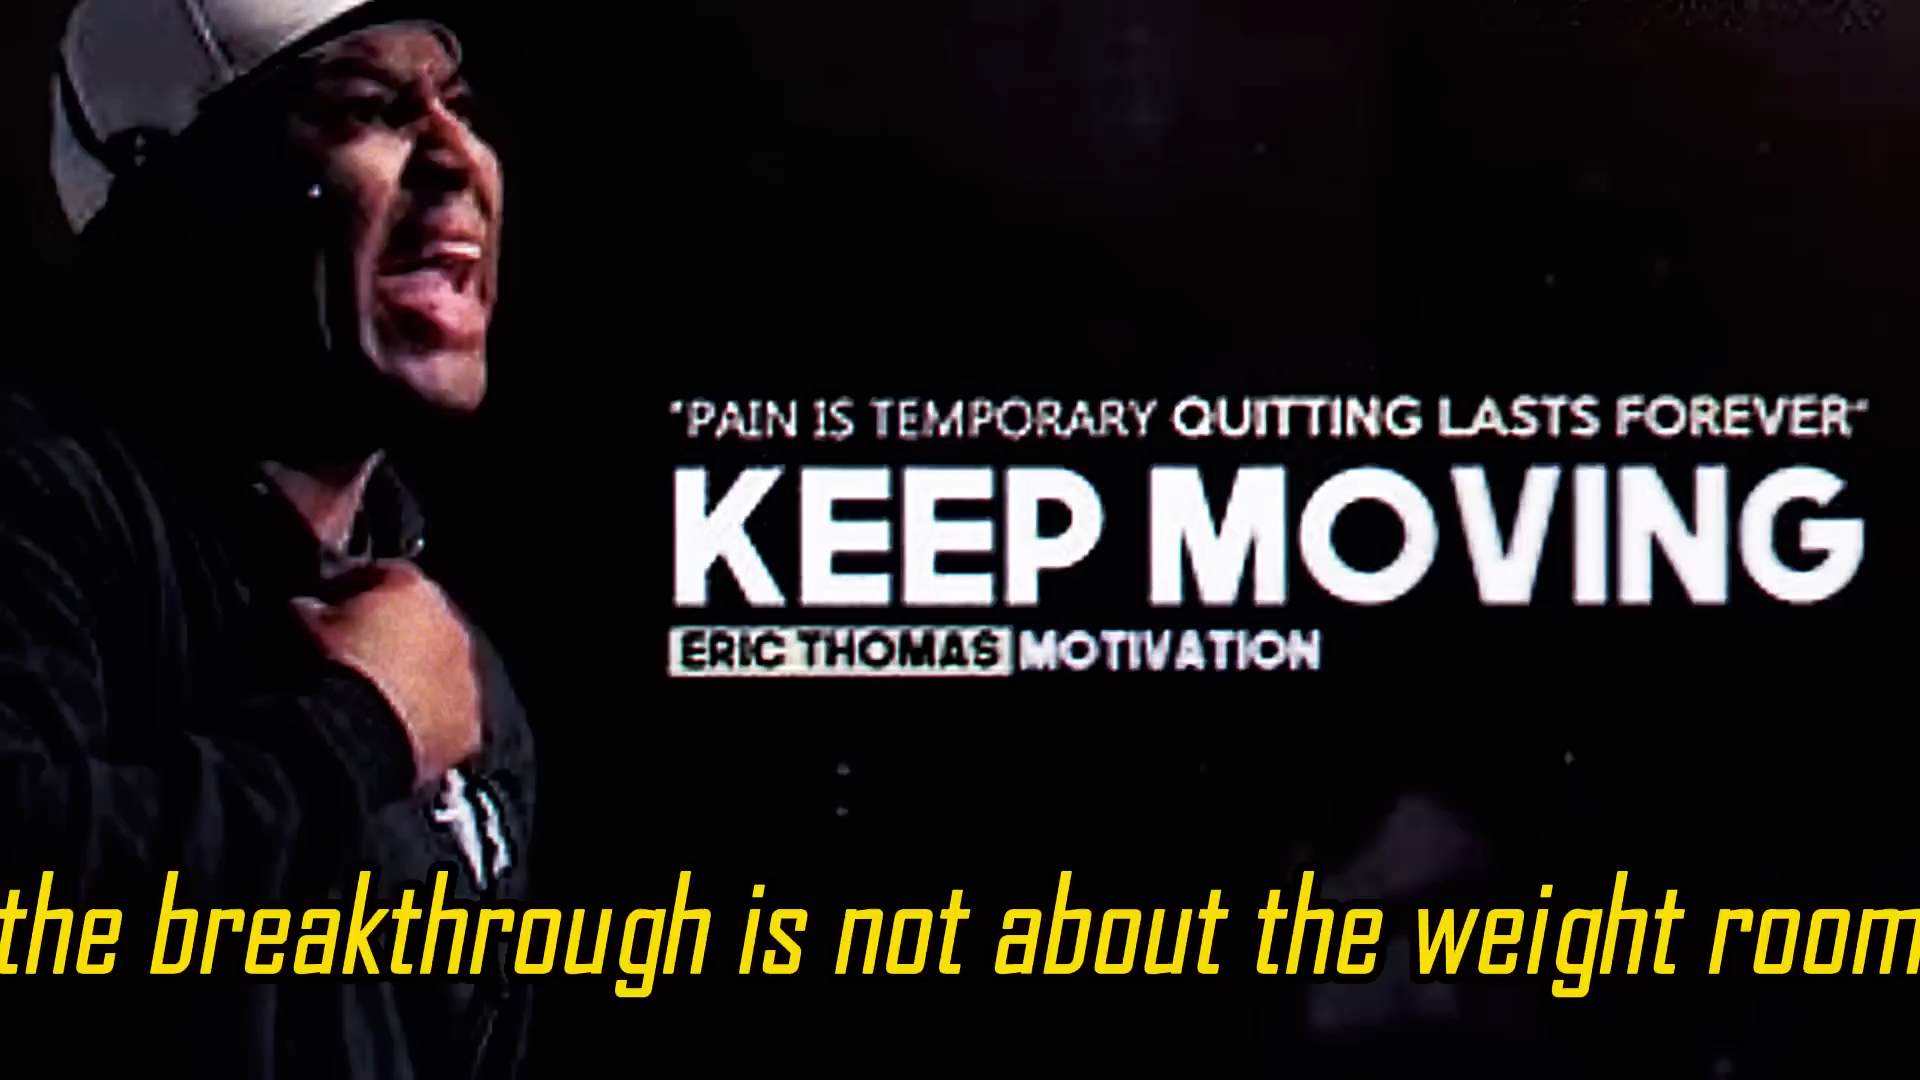 "PAIN IS TEMPORARY QUITTING LASTS FOREVER"
KEEP MOVING
ERIC THOMAS MOTIVATION
the breakthrough is not about the weight room